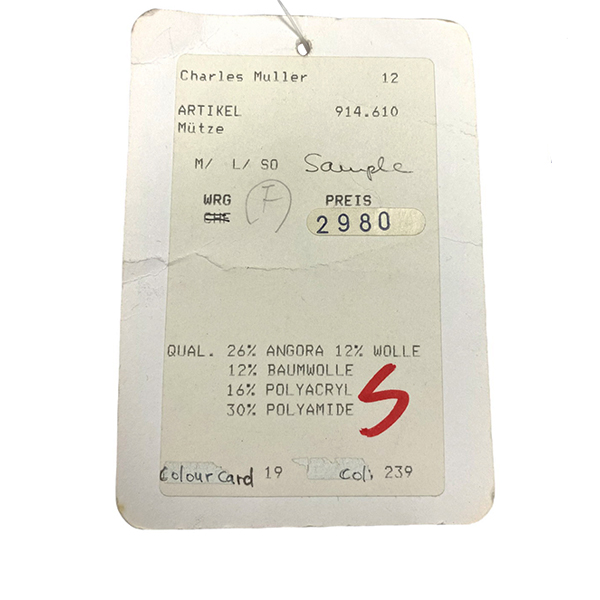 Charles Muller 12
ARTIKEL 914.610
Mütze
M/ L/ SO Sample
WRG F PREIS
CHF 2980
QUAL. 26% ANGORA 12% WOLLE
12% BAUMWOLLE
16% POLYACRYL
30% POLYAMIDE S
Colour card 19 Col: 239